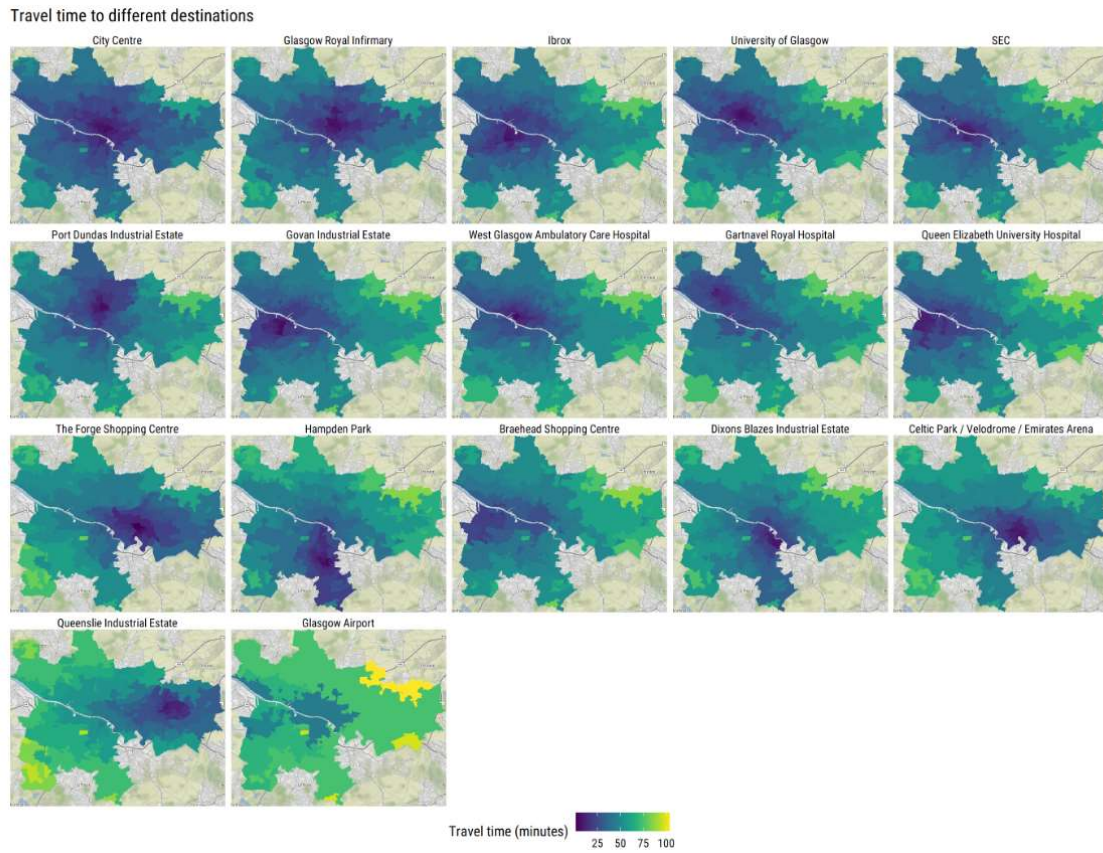 Travel time to different destinations
City Centre
Glasgow Royal Infirmary
Ibrox
University of Glasgow
SEC
Port Dundas Industrial Estate
Govan Industrial Estate
West Glasgow Ambulatory Care Hospital
Gartnavel Royal Hospital
Queen Elizabeth University Hospital
The Forge Shopping Centre
Hampden Park
Braehead Shopping Centre
Dixons Blazes Industrial Estate
Celtic Park / Velodrome / Emirates Arena
Queenslie Industrial Estate
Glasgow Airport
Travel time (minutes)
25 50 75 100